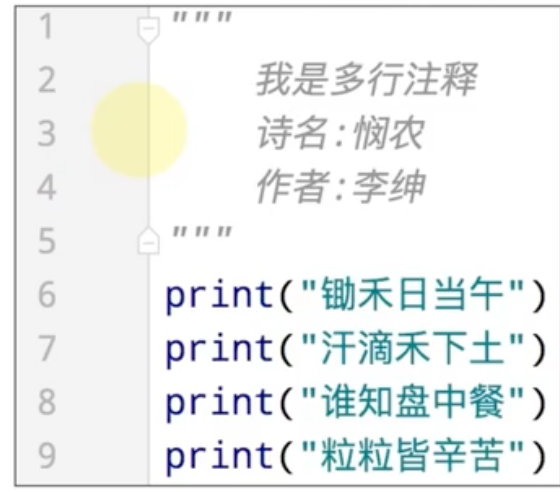 1 """
2 我是多行注释
3 诗名:悯农
4 作者:李绅
5 """
6 print("锄禾日当午")
7 print("汗滴禾下土")
8 print("谁知盘中餐")
9 print("粒粒皆辛苦")